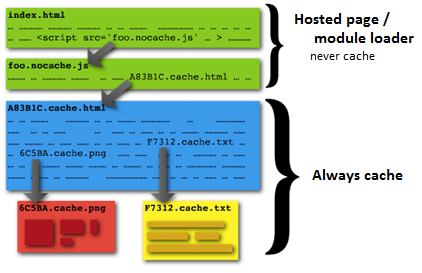 index.html
<script src='foo.nocache.js' .. >
foo.nocache.js
A83B1C.cache.html
A83B1C.cache.html
F7312.cache.txt
6C5BA.cache.png
6C5BA.cache.png
F7312.cache.txt
Hosted page /
module loader
never cache
Always cache